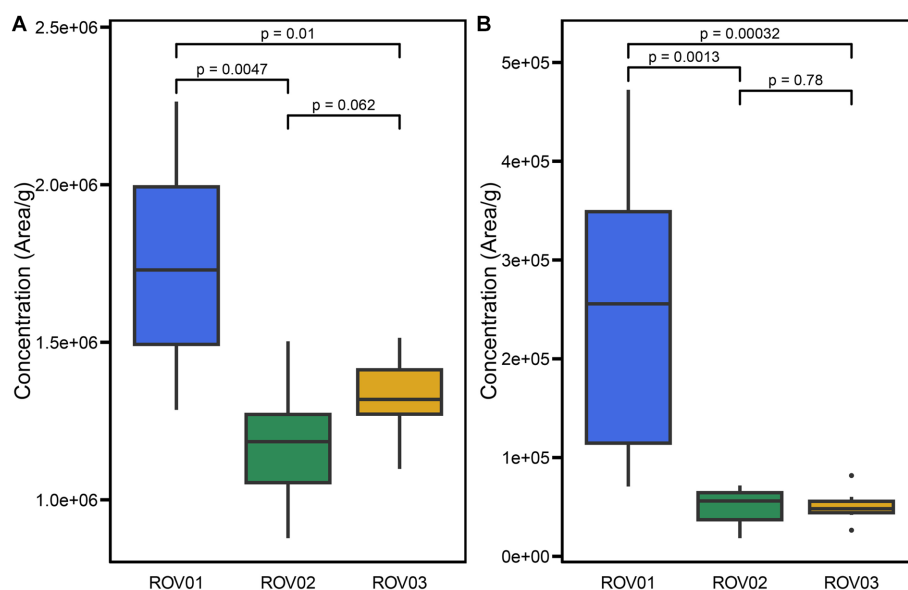 A
Concentration (Area/g)
2.5e+06
2.0e+06
1.5e+06
1.0e+06
p = 0.01
p = 0.0047
p = 0.062
ROV01 ROV02 ROV03
B
Concentration (Area/g)
5e+05
4e+05
3e+05
2e+05
1e+05
0e+00
p = 0.00032
p = 0.0013
p = 0.78
ROV01 ROV02 ROV03